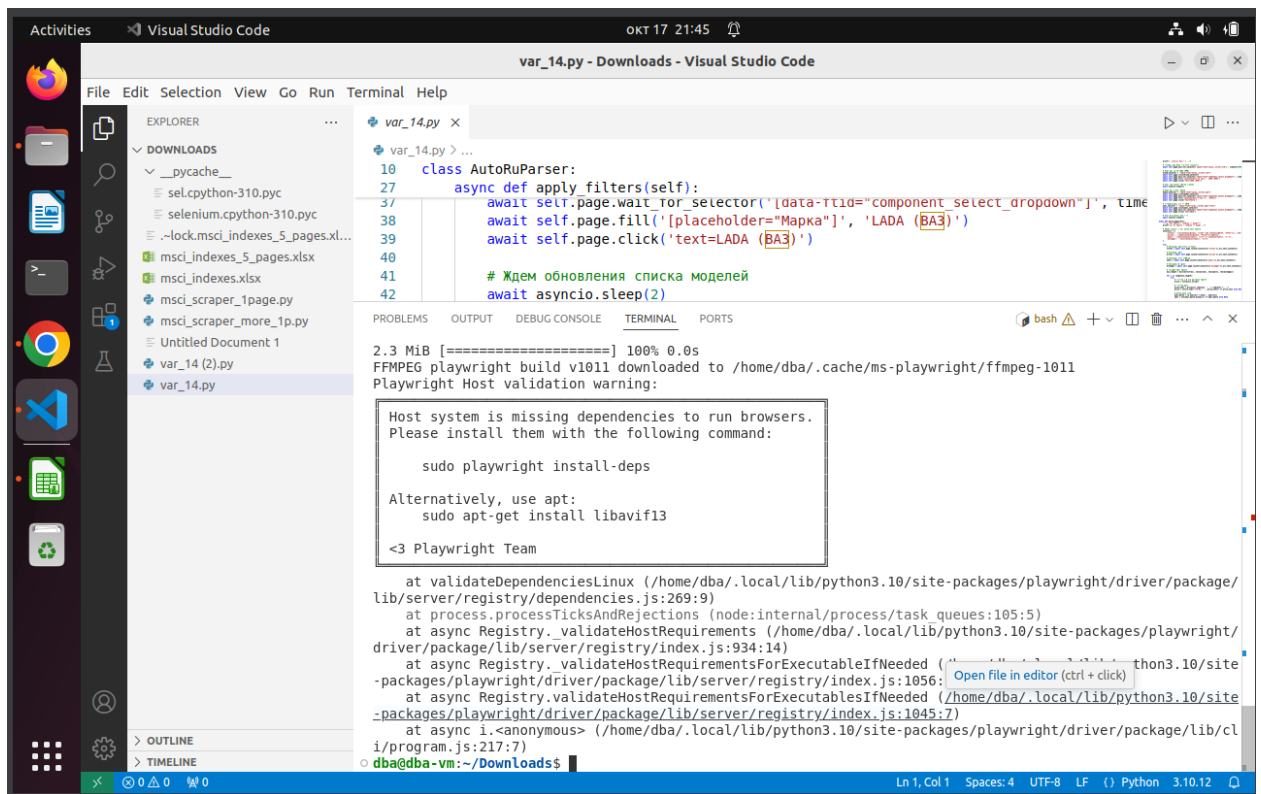 Activities Visual Studio Code окт 17 21:45
var_14.py - Downloads - Visual Studio Code
File Edit Selection View Go Run Terminal Help
EXPLORER ...
DOWNLOADS
__pycache__
sel.cpython-310.pyc
selenium.cpython-310.pyc
.~lock.msci_indexes_5_pages.xl...
msci_indexes_5_pages.xlsx
msci_indexes.xlsx
msci_scraper_1page.py
msci_scraper_more_1p.py
Untitled Document 1
var_14 (2).py
var_14.py
OUTLINE
TIMELINE
1
var_14.py
var_14.py > ...
10 class AutoRuParser:
27 async def apply_filters(self):
37 await self.page.wait_for_selector('[data-ftid="component_select_dropdown"]', time
38 await self.page.fill('[placeholder="Марка"]', 'LADA (ВАЗ)')
39 await self.page.click('text=LADA (ВАЗ)')
40
41 # Ждем обновления списка моделей
42 await asyncio.sleep(2)
PROBLEMS OUTPUT DEBUG CONSOLE TERMINAL PORTS bash
2.3 MiB [====================] 100% 0.0s
FFMPEG playwright build v1011 downloaded to /home/dba/.cache/ms-playwright/ffmpeg-1011
Playwright Host validation warning:
Host system is missing dependencies to run browsers.
Please install them with the following command:
sudo playwright install-deps
Alternatively, use apt:
sudo apt-get install libavif13
<3 Playwright Team
at validateDependenciesLinux (/home/dba/.local/lib/python3.10/site-packages/playwright/driver/package/
lib/server/registry/dependencies.js:269:9)
at process.processTicksAndRejections (node:internal/process/task_queues:105:5)
at async Registry._validateHostRequirements (/home/dba/.local/lib/python3.10/site-packages/playwright/
driver/package/lib/server/registry/index.js:934:14)
at async Registry._validateHostRequirementsForExecutableIfNeeded ( thon3.10/site
-packages/playwright/driver/package/lib/server/registry/index.js:1056:
Open file in editor (ctrl + click)
at async Registry.validateHostRequirementsForExecutablesIfNeeded (/home/dba/.local/lib/python3.10/site
-packages/playwright/driver/package/lib/server/registry/index.js:1045:7)
at async i.<anonymous> (/home/dba/.local/lib/python3.10/site-packages/playwright/driver/package/lib/cl
i/program.js:217:7)
dba@dba-vm:~/Downloads$
0 0 0 Ln 1, Col 1 Spaces: 4 UTF-8 LF {} Python 3.10.12